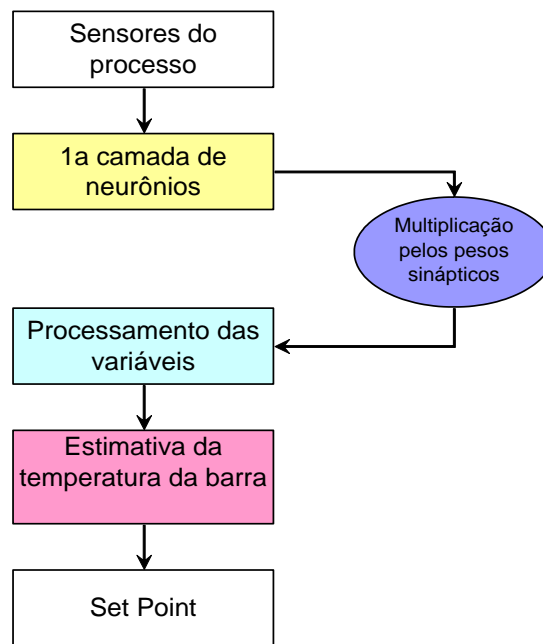 Sensores do
processo
1a camada de
neurônios
Multiplicação
pelos pesos
sinápticos
Processamento das
variáveis
Estimativa da
temperatura da barra
Set Point